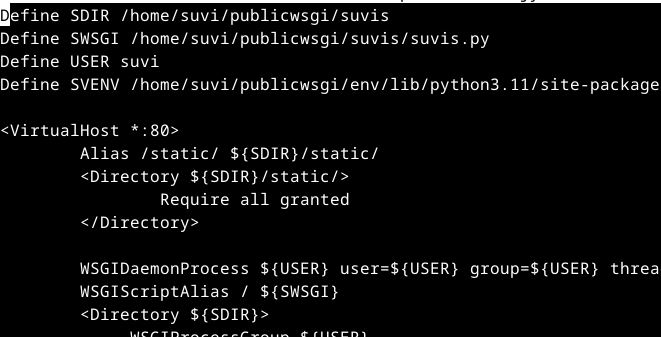 Define SDIR /home/suvi/publicwsgi/suvis
Define SWSGI /home/suvi/publicwsgi/suvis/suvis.py
Define USER suvi
Define SVENV /home/suvi/publicwsgi/env/lib/python3.11/site-package
<VirtualHost *:80>
Alias /static/ ${SDIR}/static/
<Directory ${SDIR}/static/>
Require all granted
</Directory>
WSGIDaemonProcess ${USER} user=${USER} group=${USER} threa
WSGIScriptAlias / ${SWSGI}
<Directory ${SDIR}>
WSGIProcessGroup ${USER}